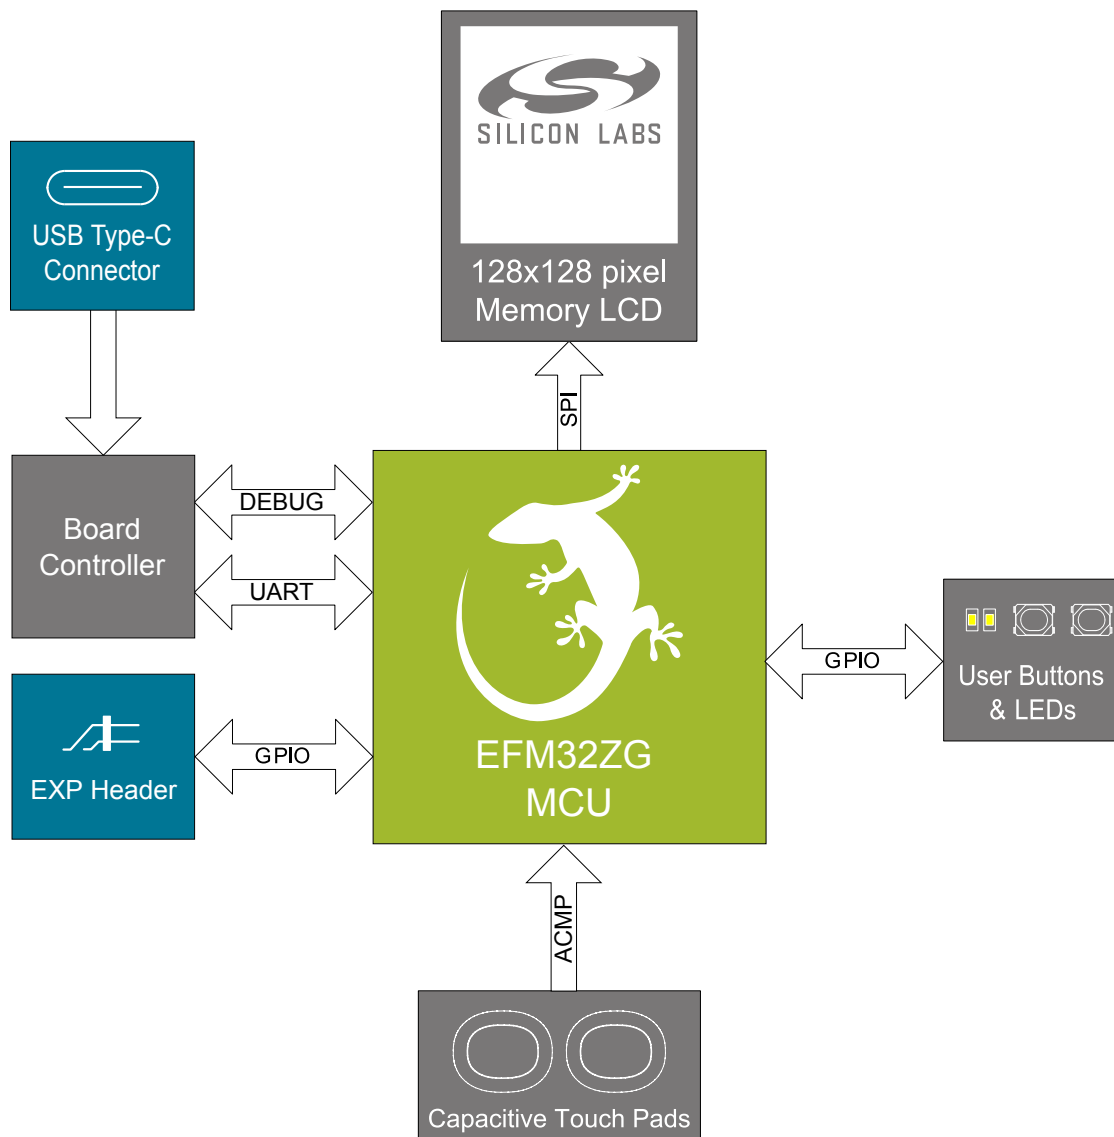 SILICON LABS
128x128 pixel
Memory LCD
USB Type-C
Connector
SPI
Board
Controller
DEBUG
UART
EFM32ZG
MCU
GPIO
User Buttons
& LEDs
EXP Header
GPIO
ACMP
Capacitive Touch Pads